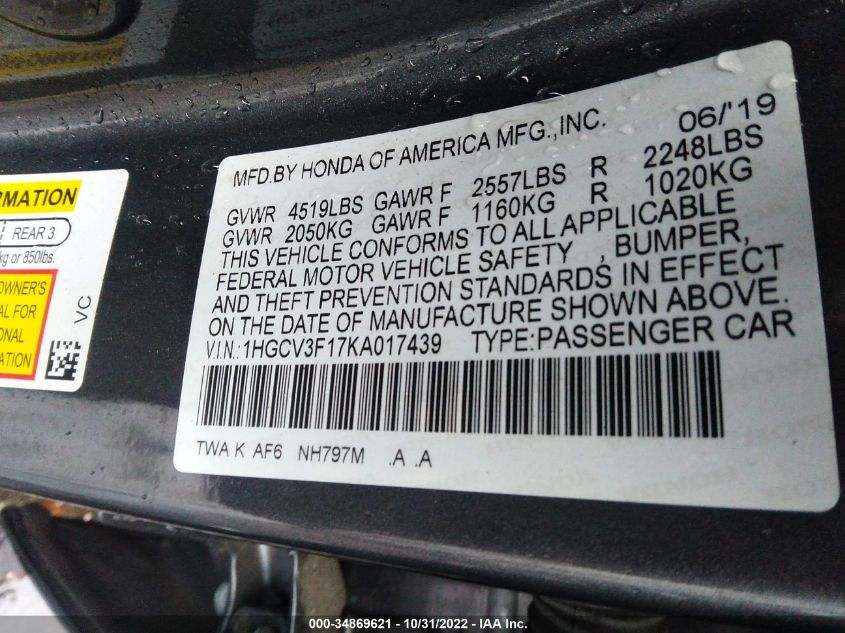 MFD.BY HONDA OF AMERICA MFG.,INC. 06/'19
GVWR 4519LBS GAWR F 2557LBS R 2248LBS
GVWR 2050KG GAWR F 1160KG R 1020KG
THIS VEHICLE CONFORMS TO ALL APPLICABLE
FEDERAL MOTOR VEHICLE SAFETY , BUMPER,
AND THEFT PREVENTION STANDARDS IN EFFECT
ON THE DATE OF MANUFACTURE SHOWN ABOVE.
V.I.N.:1HGCV3F17KA017439 TYPE:PASSENGER CAR
TWA K AF6 NH797M .A .A
REAR 3
kg or 850lbs.
VC
000-34869621 - 10/31/2022 - IAA Inc.